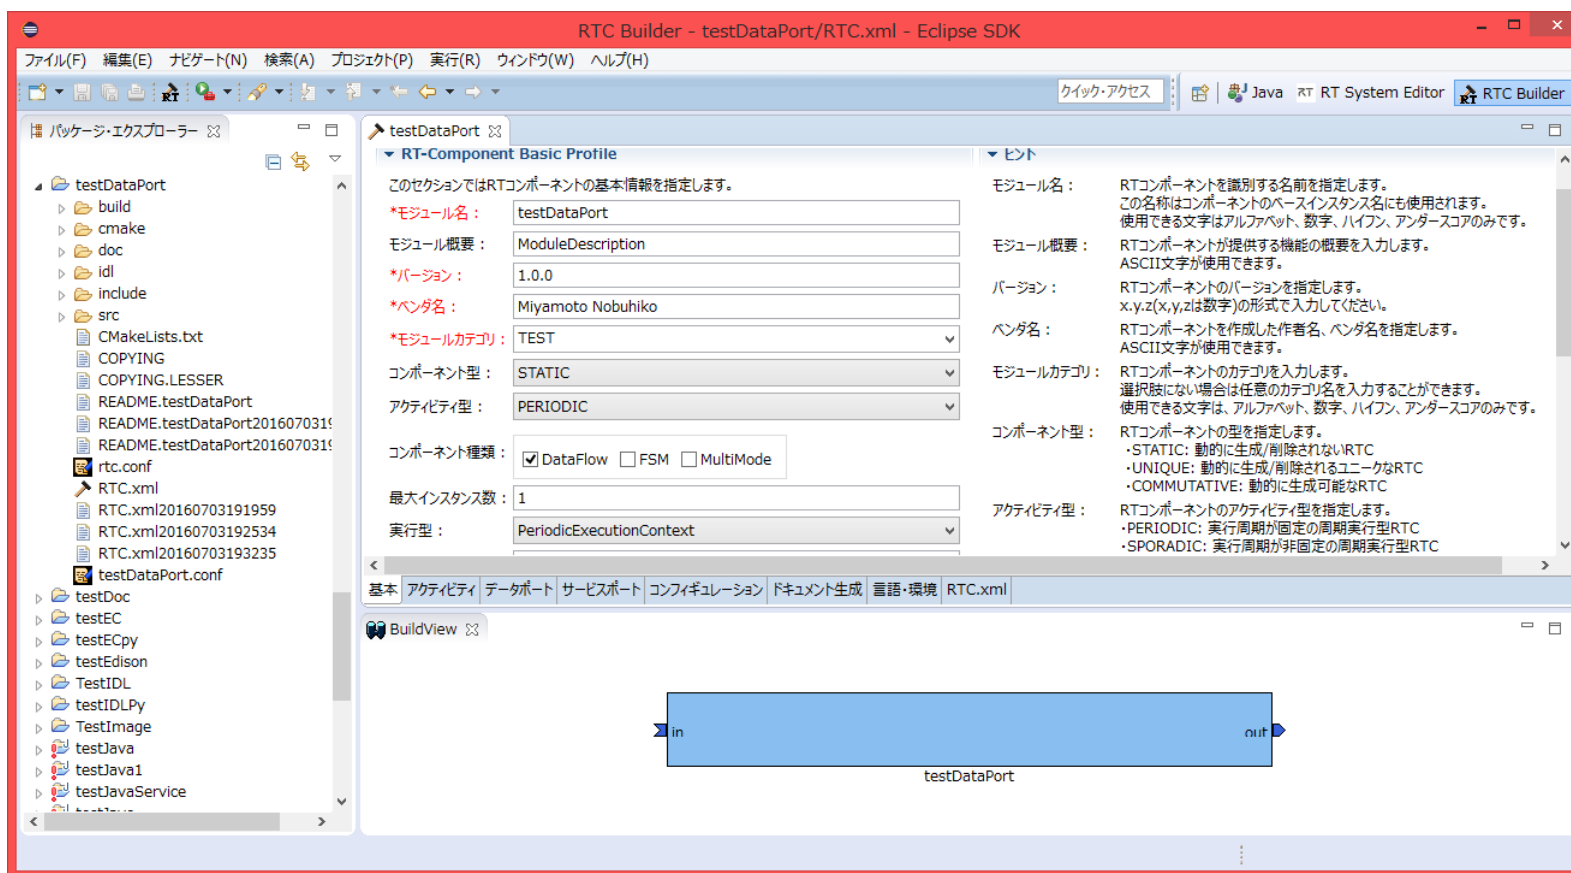 RTC Builder - testDataPort/RTC.xml - Eclipse SDK
ファイル(F) 編集(E) ナビゲート(N) 検索(A) プロジェクト(P) 実行(R) ウィンドウ(W) ヘルプ(H)
クイック・アクセス Java RT RT System Editor RT RTC Builder
パッケージ・エクスプローラー
testDataPort
build
cmake
doc
idl
include
src
CMakeLists.txt
COPYING
COPYING.LESSER
README.testDataPort
README.testDataPort2016070319
README.testDataPort2016070319
rtc.conf
RTC.xml
RTC.xml20160703191959
RTC.xml20160703192534
RTC.xml20160703193235
testDataPort.conf
testDoc
testEC
testECpy
testEdison
TestIDL
testIDLPy
TestImage
testJava
testJava1
testJavaService
testDataPort
RT-Component Basic Profile
このセクションではRTコンポーネントの基本情報を指定します。
*モジュール名： testDataPort
モジュール概要： ModuleDescription
*バージョン： 1.0.0
*ベンダ名： Miyamoto Nobuhiko
*モジュールカテゴリ： TEST
コンポーネント型： STATIC
アクティビティ型： PERIODIC
コンポーネント種類： DataFlow FSM MultiMode
最大インスタンス数： 1
実行型： PeriodicExecutionContext
ヒント
モジュール名： RTコンポーネントを識別する名前を指定します。
この名称はコンポーネントのベースインスタンス名にも使用されます。
使用できる文字はアルファベット、数字、ハイフン、アンダースコアのみです。
モジュール概要： RTコンポーネントが提供する機能の概要を入力します。
ASCII文字が使用できます。
バージョン： RTコンポーネントのバージョンを指定します。
x.y.z(x,y,zは数字)の形式で入力してください。
ベンダ名： RTコンポーネントを作成した作者名、ベンダ名を指定します。
ASCII文字が使用できます。
モジュールカテゴリ： RTコンポーネントのカテゴリを入力します。
選択肢にない場合は任意のカテゴリ名を入力することができます。
使用できる文字は、アルファベット、数字、ハイフン、アンダースコアのみです。
コンポーネント型： RTコンポーネントの型を指定します。
・STATIC: 動的に生成/削除されないRTC
・UNIQUE: 動的に生成/削除されるユニークなRTC
・COMMUTATIVE: 動的に生成可能なRTC
アクティビティ型： RTコンポーネントのアクティビティ型を指定します。
・PERIODIC: 実行周期が固定の周期実行型RTC
・SPORADIC: 実行周期が非固定の周期実行型RTC
基本 アクティビティ データポート サービスポート コンフィギュレーション ドキュメント生成 言語・環境 RTC.xml
BuildView
in out
testDataPort